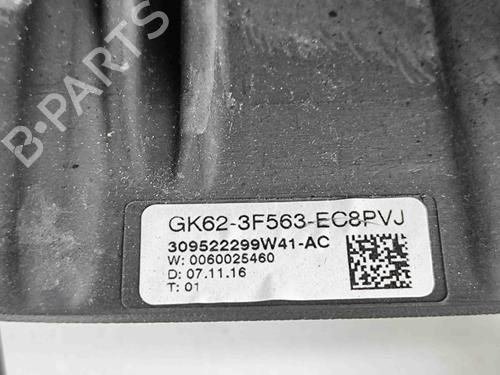 B-PARTS
GK62-3F563-EC8PVJ
309522299W41-AC
W: 0060025460
D: 07.11.16
T: 01